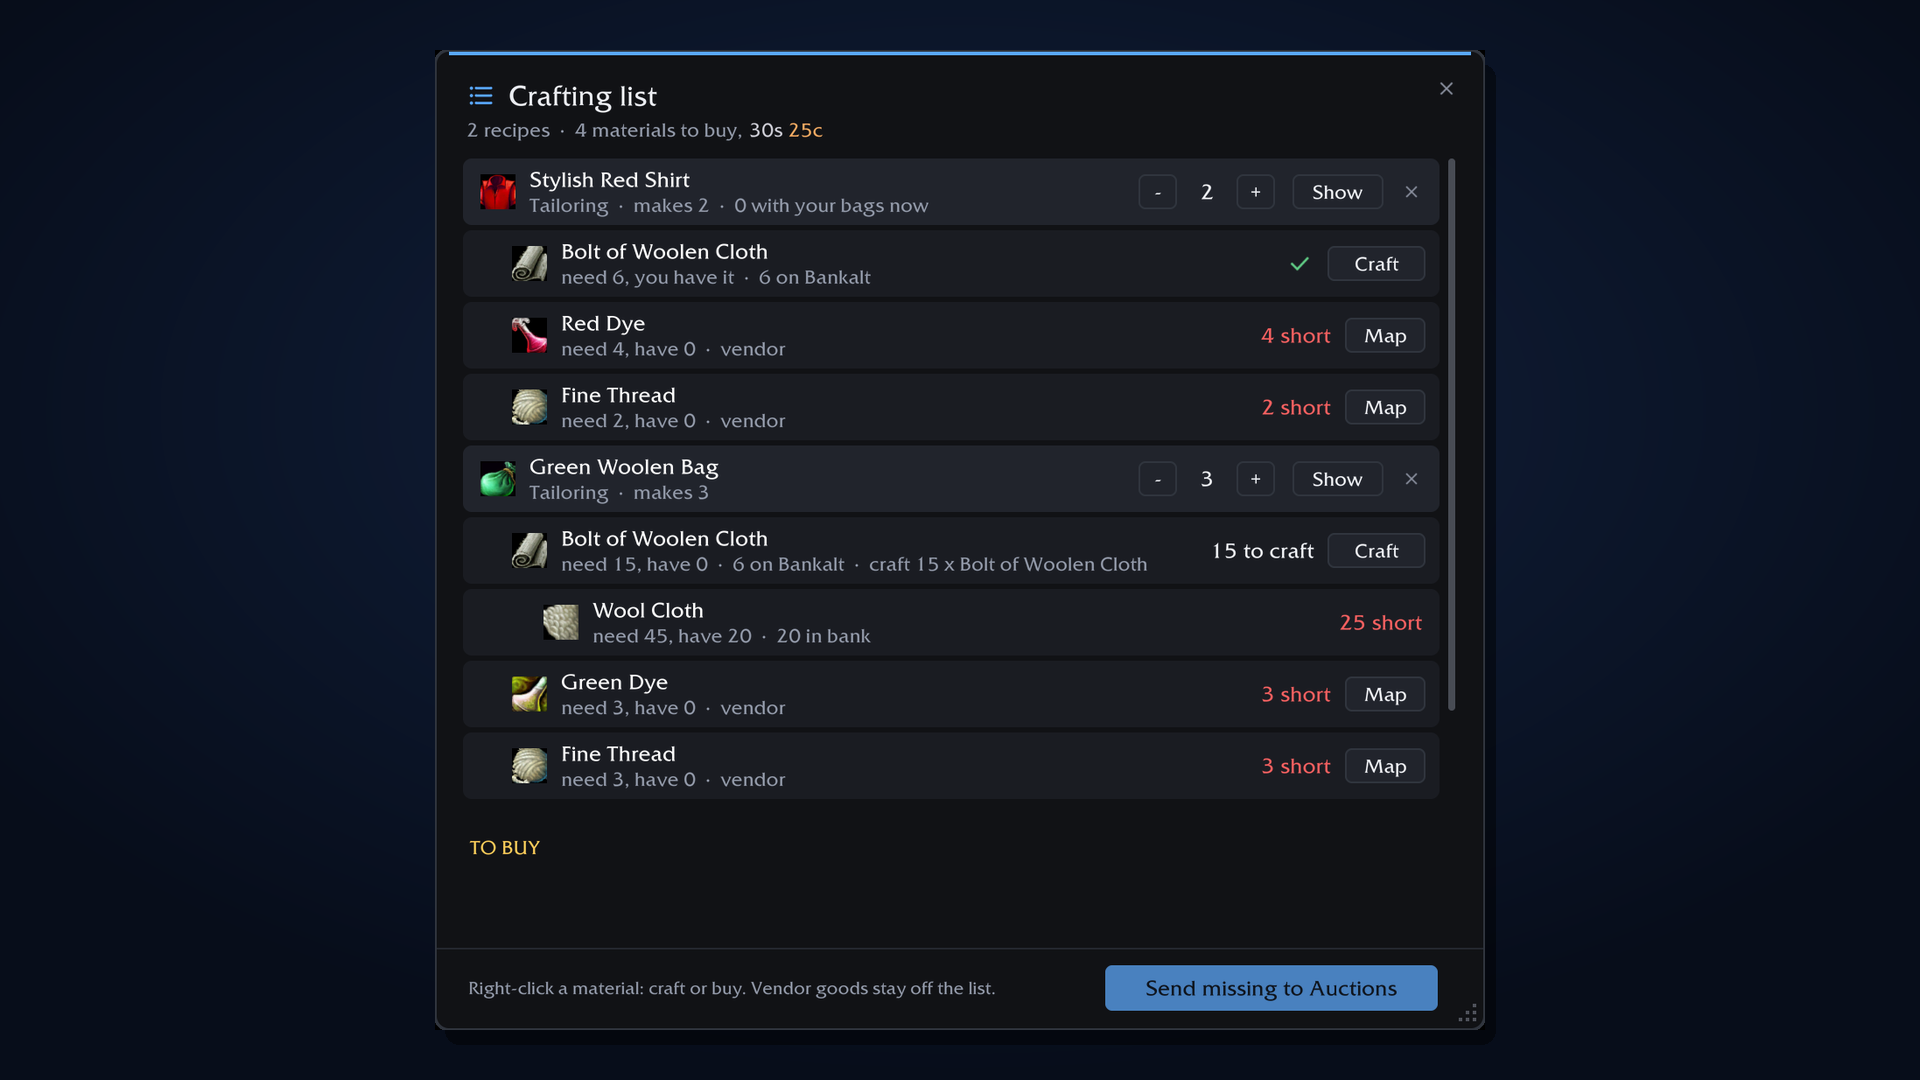 Crafting list
2 recipes · 4 materials to buy, 30s 25c
Stylish Red Shirt
Tailoring · makes 2 · 0 with your bags now
- 2 + Show ×
Bolt of Woolen Cloth
need 6, you have it · 6 on Bankalt
Craft
Red Dye
need 4, have 0 · vendor
4 short Map
Fine Thread
need 2, have 0 · vendor
2 short Map
Green Woolen Bag
Tailoring · makes 3
- 3 + Show ×
Bolt of Woolen Cloth
need 15, have 0 · 6 on Bankalt · craft 15 x Bolt of Woolen Cloth
15 to craft Craft
Wool Cloth
need 45, have 20 · 20 in bank
25 short
Green Dye
need 3, have 0 · vendor
3 short Map
Fine Thread
need 3, have 0 · vendor
3 short Map
TO BUY
Right-click a material: craft or buy. Vendor goods stay off the list.
Send missing to Auctions